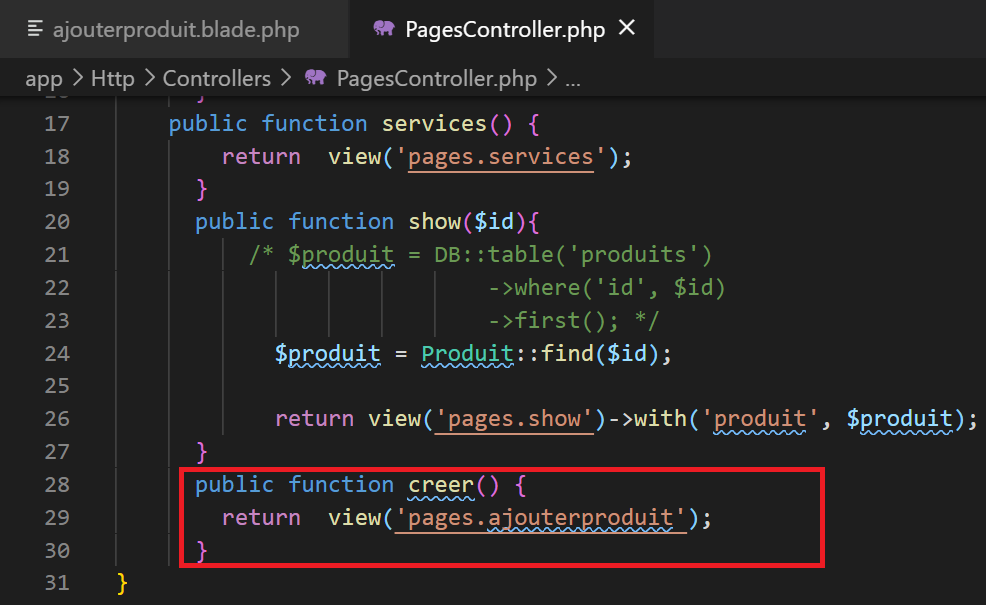 ajouterproduit.blade.php PagesController.php
app > Http > Controllers > PagesController.php > ...
17 public function services() {
18 return view('pages.services');
19 }
20 public function show($id){
21 /* $produit = DB::table('produits')
22 ->where('id', $id)
23 ->first(); */
24 $produit = Produit::find($id);
25
26 return view('pages.show')->with('produit', $produit);
27 }
28 public function creer() {
29 return view('pages.ajouterproduit');
30 }
31 }